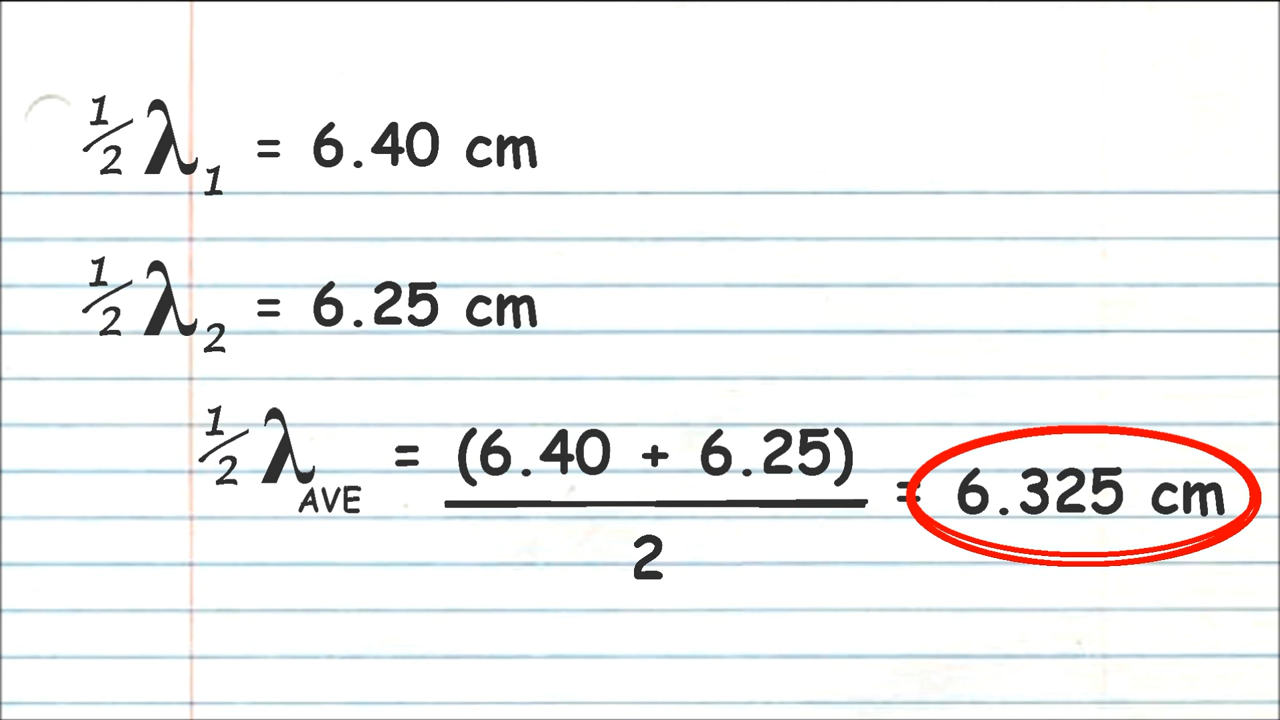 ½λ₁ = 6.40 cm
½λ₂ = 6.25 cm
½λAVE = (6.40 + 6.25) = 6.325 cm
2